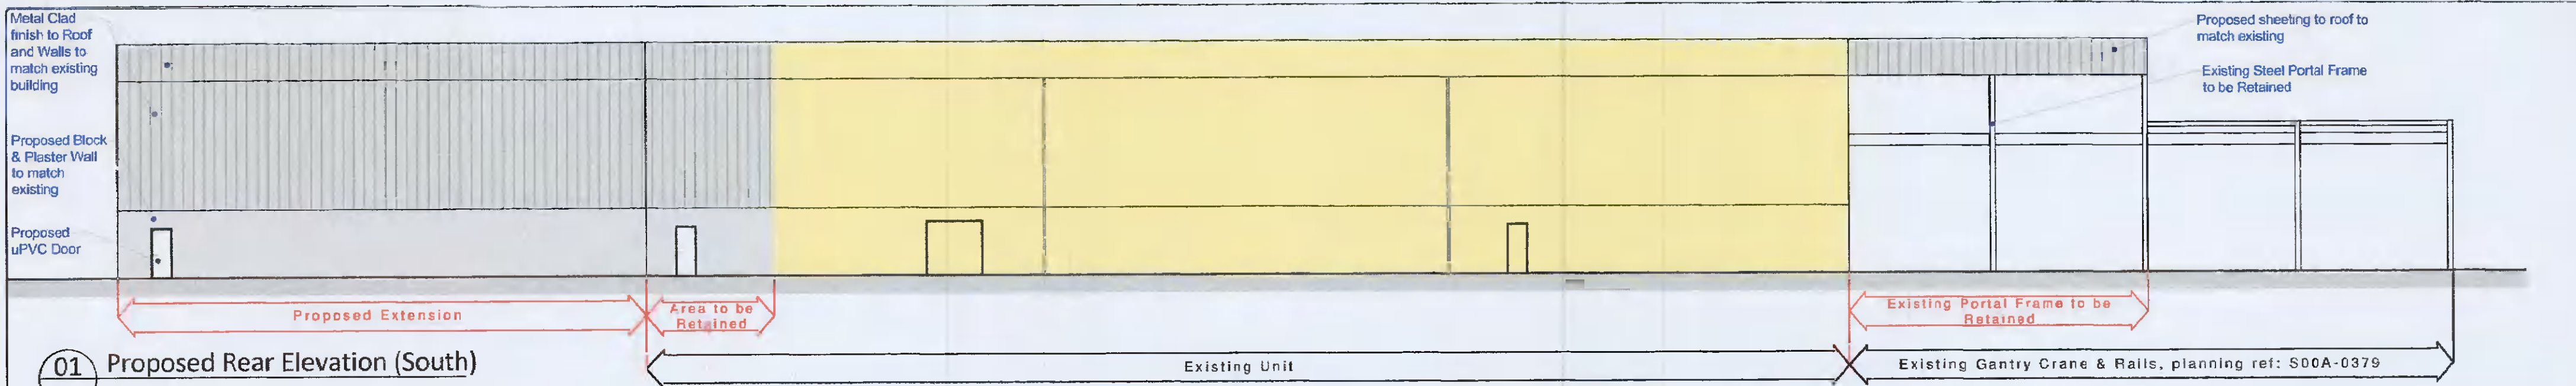 Metal Clad
finish to Roof
and Walls to
match existing
building
Proposed Block
& Plaster Wall
to match
existing
Proposed
uPVC Door
Proposed sheeting to roof to
match existing
Existing Steel Portal Frame
to be Retained
Proposed Extension
Area to be
Retained
Existing Portal Frame to be
Retained
01 Proposed Rear Elevation (South)
Existing Unit
Existing Gantry Crane & Rails, planning ref: S00A-0379